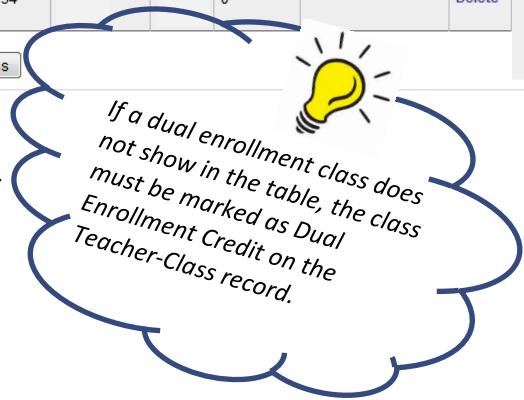 If a dual enrollment class does
not show in the table, the class
must be marked as Dual
Enrollment Credit on the
Teacher-Class record.